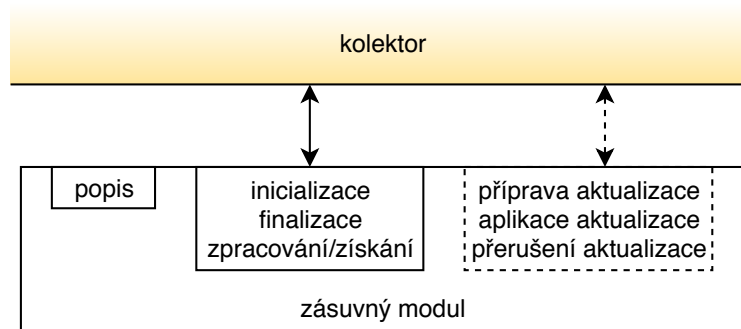 kolektor
popis
inicializace
finalizace
zpracování/získání
příprava aktualizace
aplikace aktualizace
přerušení aktualizace
zásuvný modul